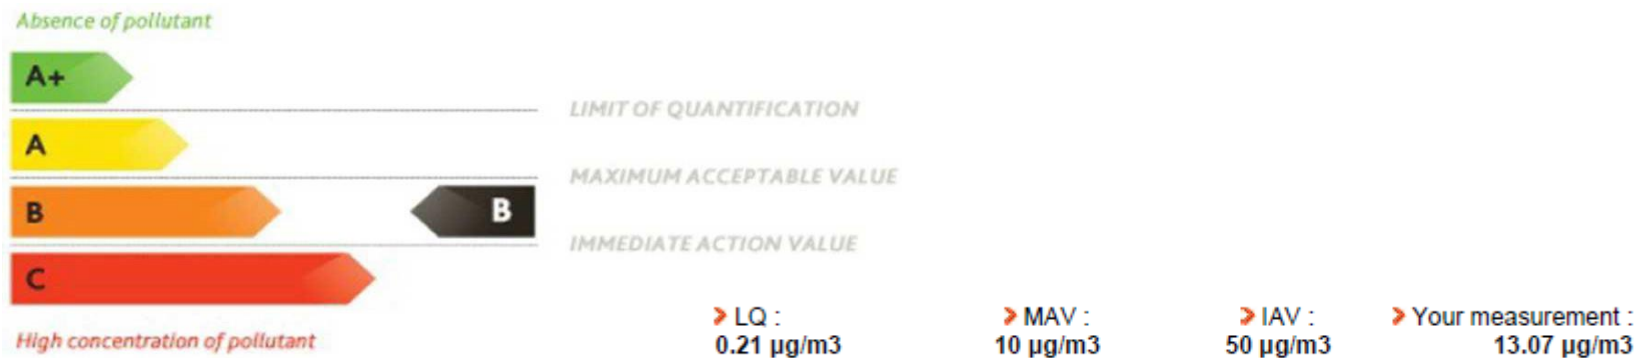 Absence of pollutant
A+
LIMIT OF QUANTIFICATION
A
MAXIMUM ACCEPTABLE VALUE
B
B
IMMEDIATE ACTION VALUE
C
High concentration of pollutant
LQ :
0.21 µg/m3
MAV :
10 µg/m3
IAV :
50 µg/m3
Your measurement :
13.07 µg/m3